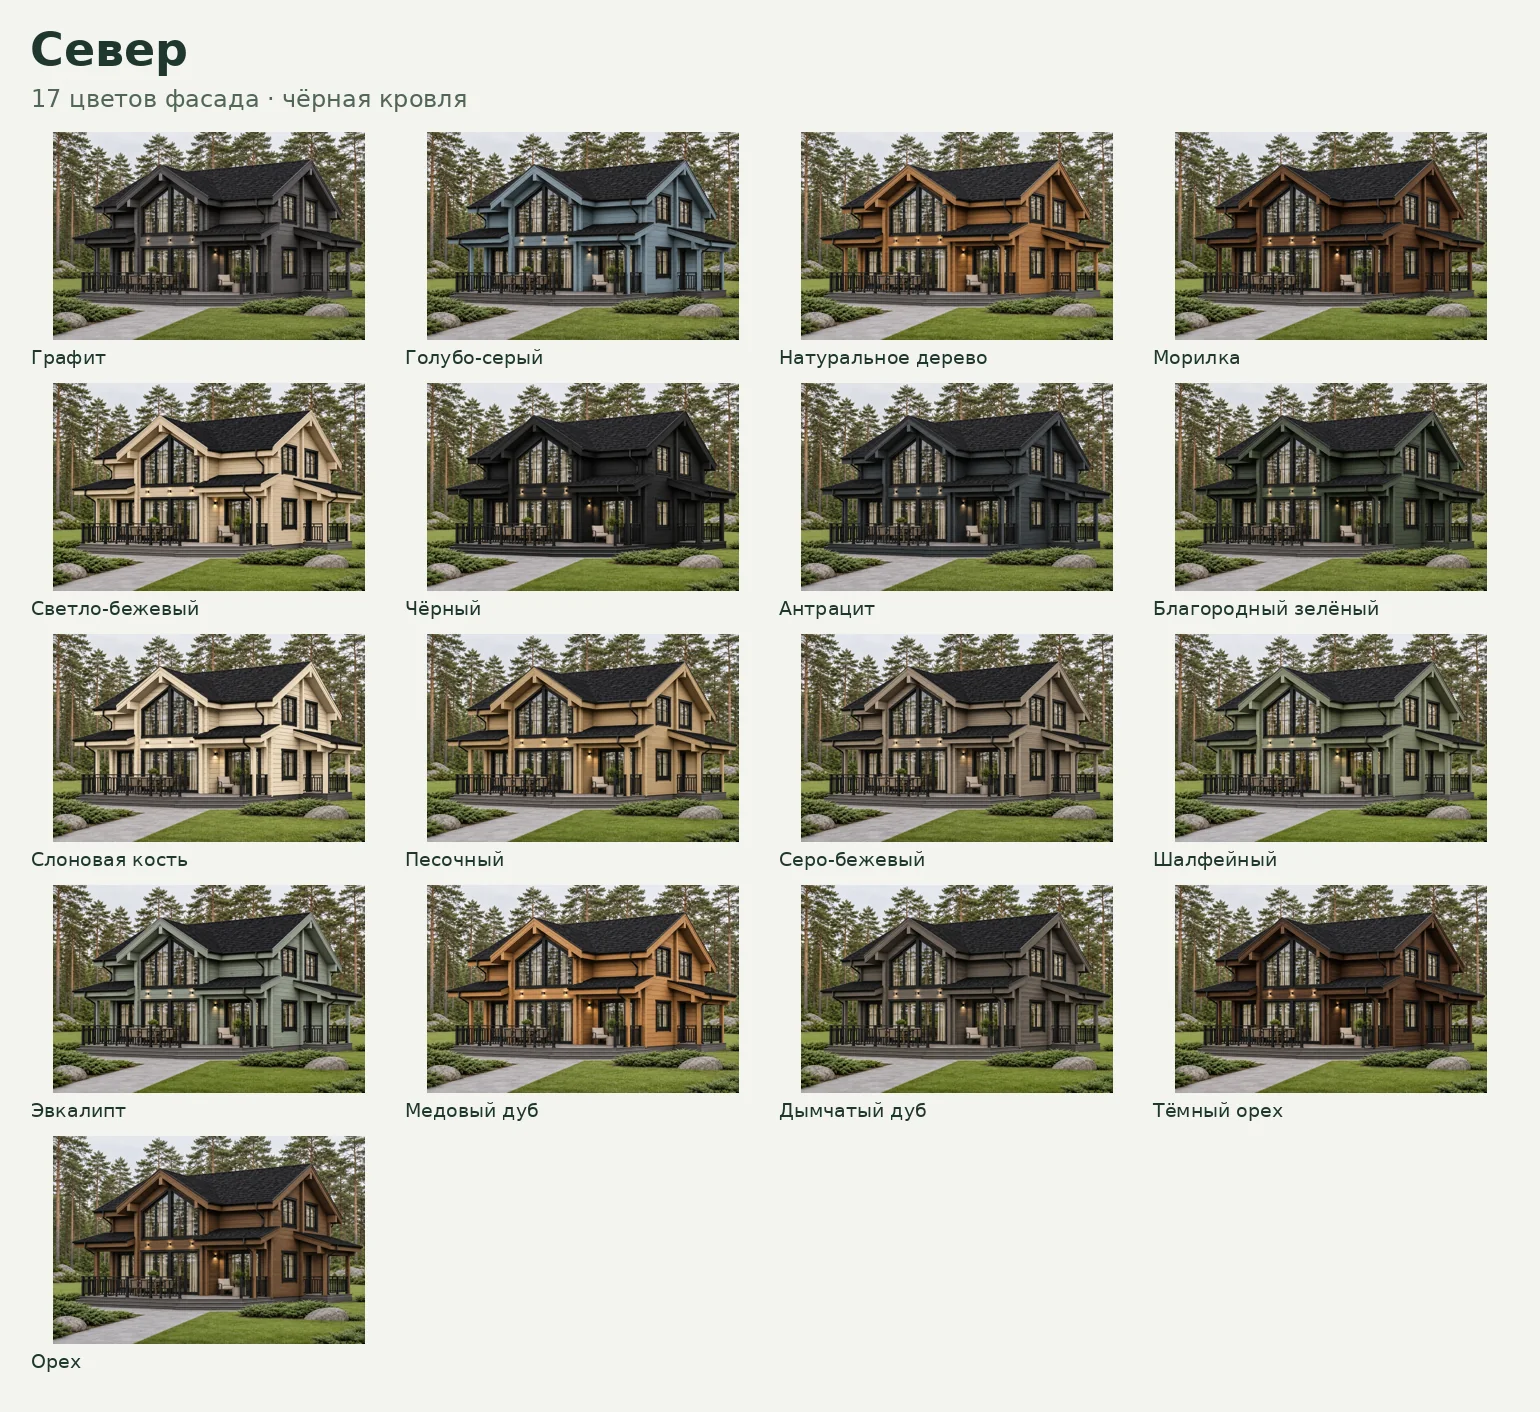 Север
17 цветов фасада · чёрная кровля
Графит
Голубо-серый
Натуральное дерево
Морилка
Светло-бежевый
Чёрный
Антрацит
Благородный зелёный
Слоновая кость
Песочный
Серо-бежевый
Шалфейный
Эвкалипт
Медовый дуб
Дымчатый дуб
Тёмный орех
Орех